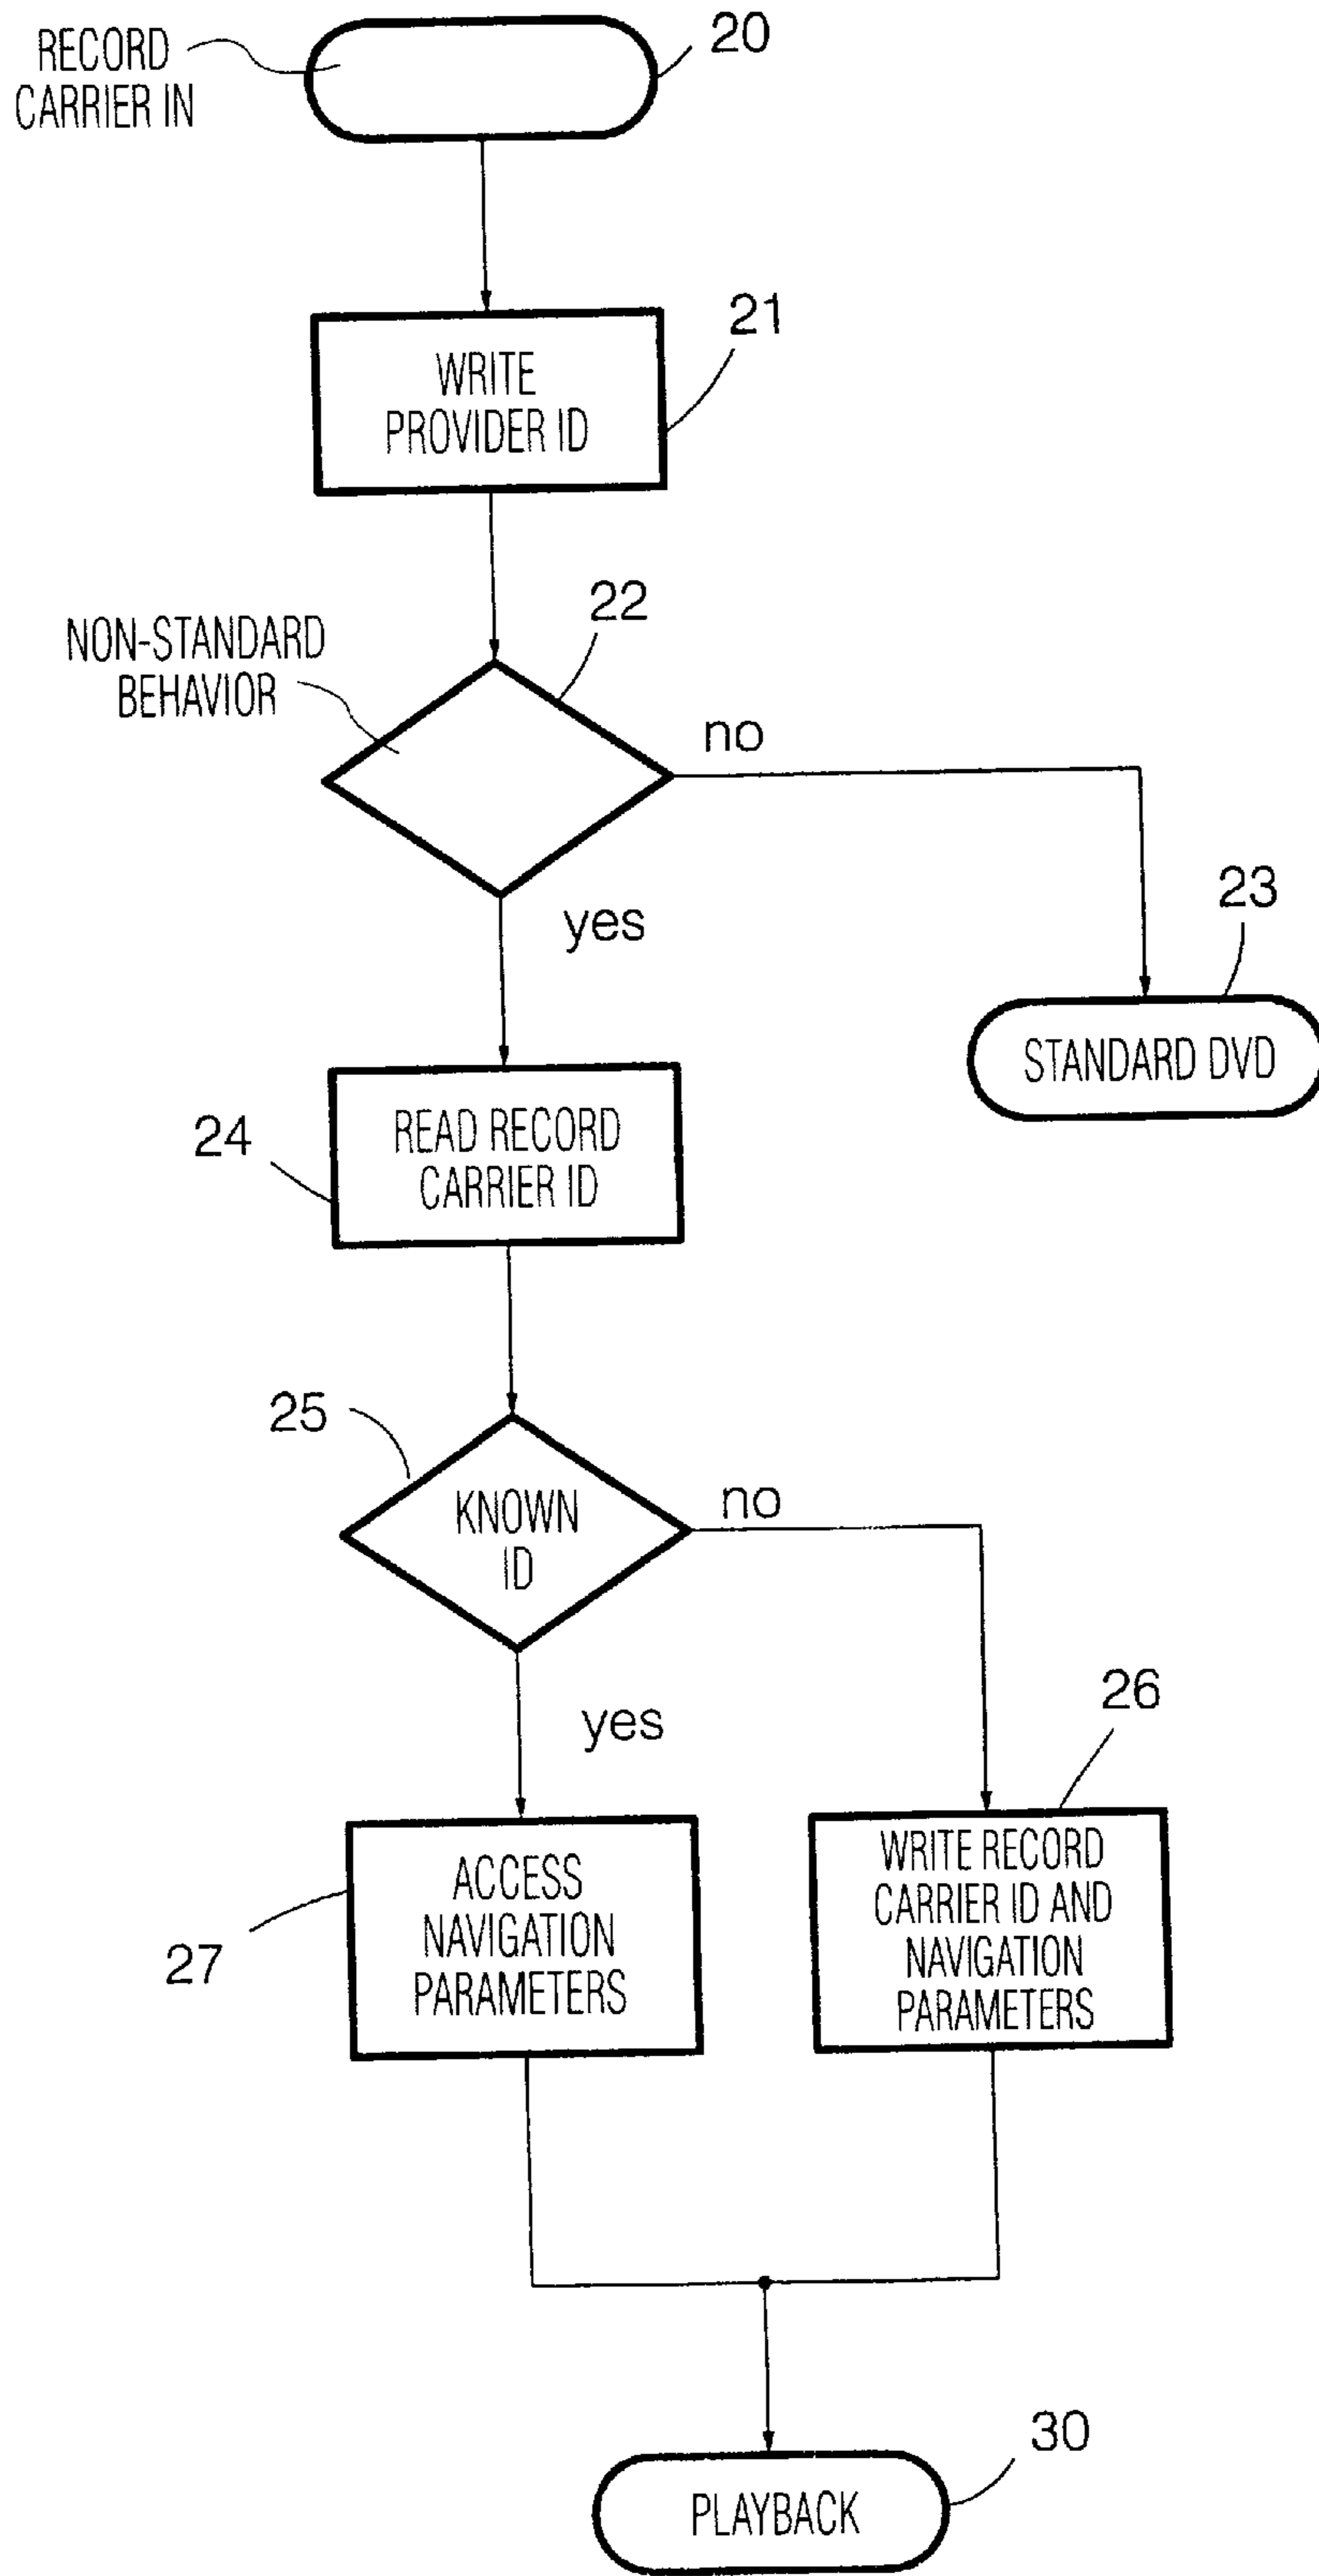 RECORD
CARRIER IN
20
WRITE
PROVIDER ID
21
NON-STANDARD
BEHAVIOR
22
no
yes
23
STANDARD DVD
24
READ RECORD
CARRIER ID
25
KNOWN
ID
no
yes
26
27
ACCESS
NAVIGATION
PARAMETERS
WRITE RECORD
CARRIER ID AND
NAVIGATION
PARAMETERS
30
PLAYBACK